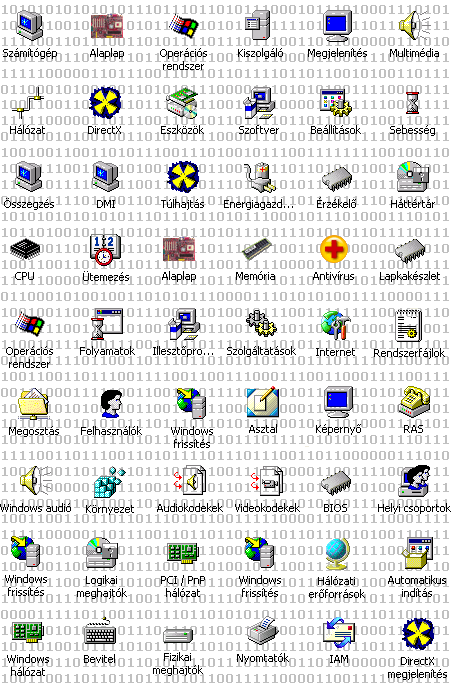 Számítógép Alaplap Operációs Kiszolgáló Megjelenítés Multimédia
rendszer
Hálózat DirectX Eszközök Szoftver Beállítások Sebesség
Összegzés DMI Túlhajtás Energiagazd... Érzékelő Háttértár
CPU Ütemezés Alaplap Memória Antivírus Lapkakészlet
Operációs Folyamatok Illesztőpro... Szolgáltatások Internet Rendszerfájlok
rendszer
Megosztás Felhasználók Windows Asztal Képernyő RAS
frissítés
Windows audió Környezet Audiokodekek Videokodekek BIOS Helyi csoportok
Windows Logikai PCI / PnP Windows Hálózati Automatikus
frissítés meghajtók hálózat frissítés erőforrások indítás
Windows Bevitel Fizikai Nyomtatók IAM DirectX
hálózat meghajtók megjelenítés